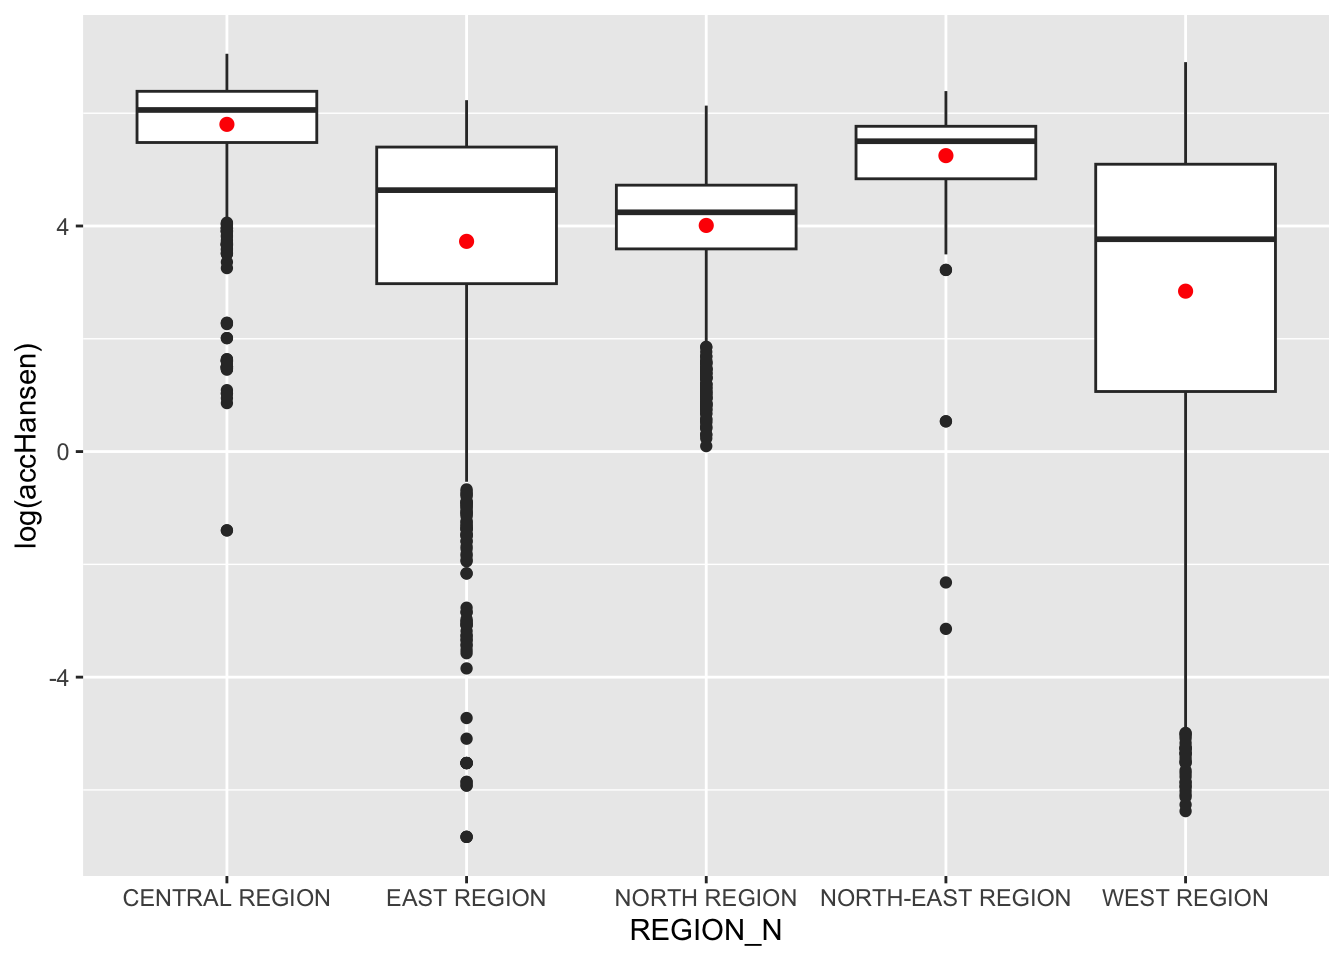 log(accHansen)
4
0
-4
CENTRAL REGION
EAST REGION
NORTH REGION
NORTH-EAST REGION
WEST REGION
REGION_N